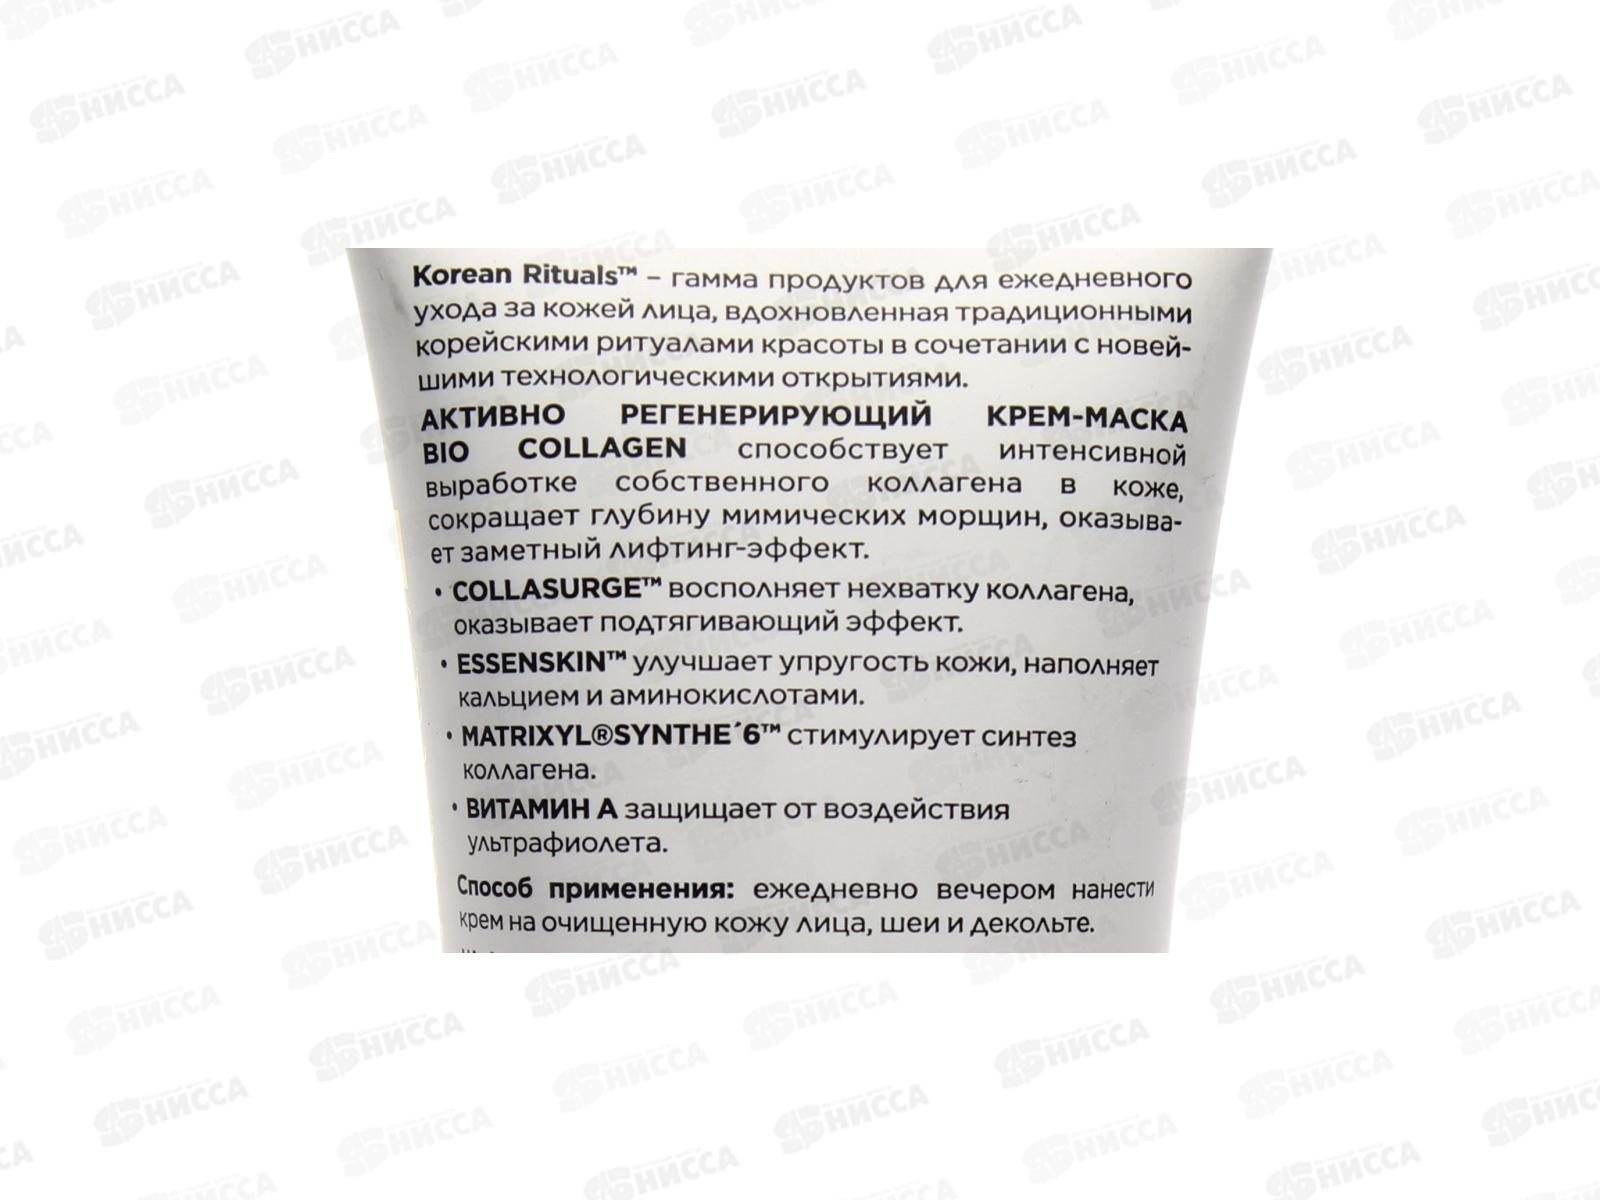 Korean Rituals™ – гамма продуктов для ежедневного
ухода за кожей лица, вдохновленная традиционными
корейскими ритуалами красоты в сочетании с новей-
шими технологическими открытиями.
АКТИВНО РЕГЕНЕРИРУЮЩИЙ КРЕМ-МАСКА
BIO COLLAGEN способствует интенсивной
выработке собственного коллагена в коже,
сокращает глубину мимических морщин, оказыва-
ет заметный лифтинг-эффект.
• COLLASURGE™ восполняет нехватку коллагена,
оказывает подтягивающий эффект.
• ESSENSKIN™ улучшает упругость кожи, наполняет
кальцием и аминокислотами.
• MATRIXYL®SYNTHE´6™ стимулирует синтез
коллагена.
• ВИТАМИН А защищает от воздействия
ультрафиолета.
Способ применения: ежедневно вечером нанести
крем на очищенную кожу лица, шеи и декольте.